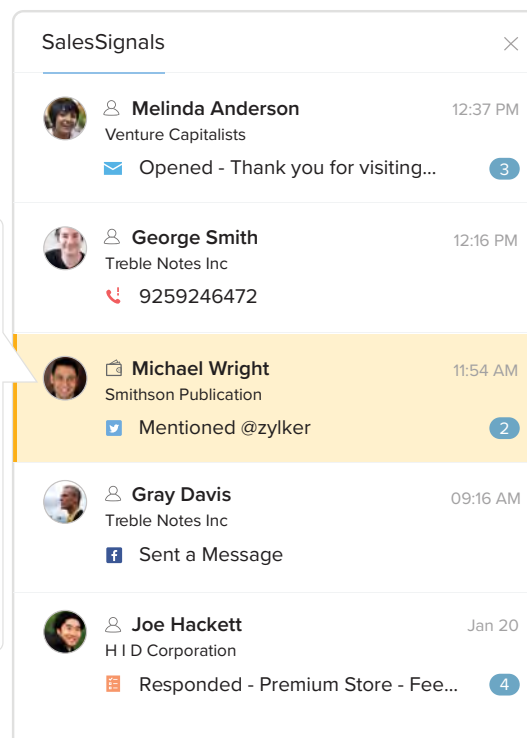 SalesSignals
Melinda Anderson 12:37 PM
Venture Capitalists
Opened - Thank you for visiting... 3
George Smith 12:16 PM
Treble Notes Inc
9259246472
Michael Wright 11:54 AM
Smithson Publication
Mentioned @zylker 2
Gray Davis 09:16 AM
Treble Notes Inc
Sent a Message
Joe Hackett Jan 20
H I D Corporation
Responded - Premium Store - Fee... 4